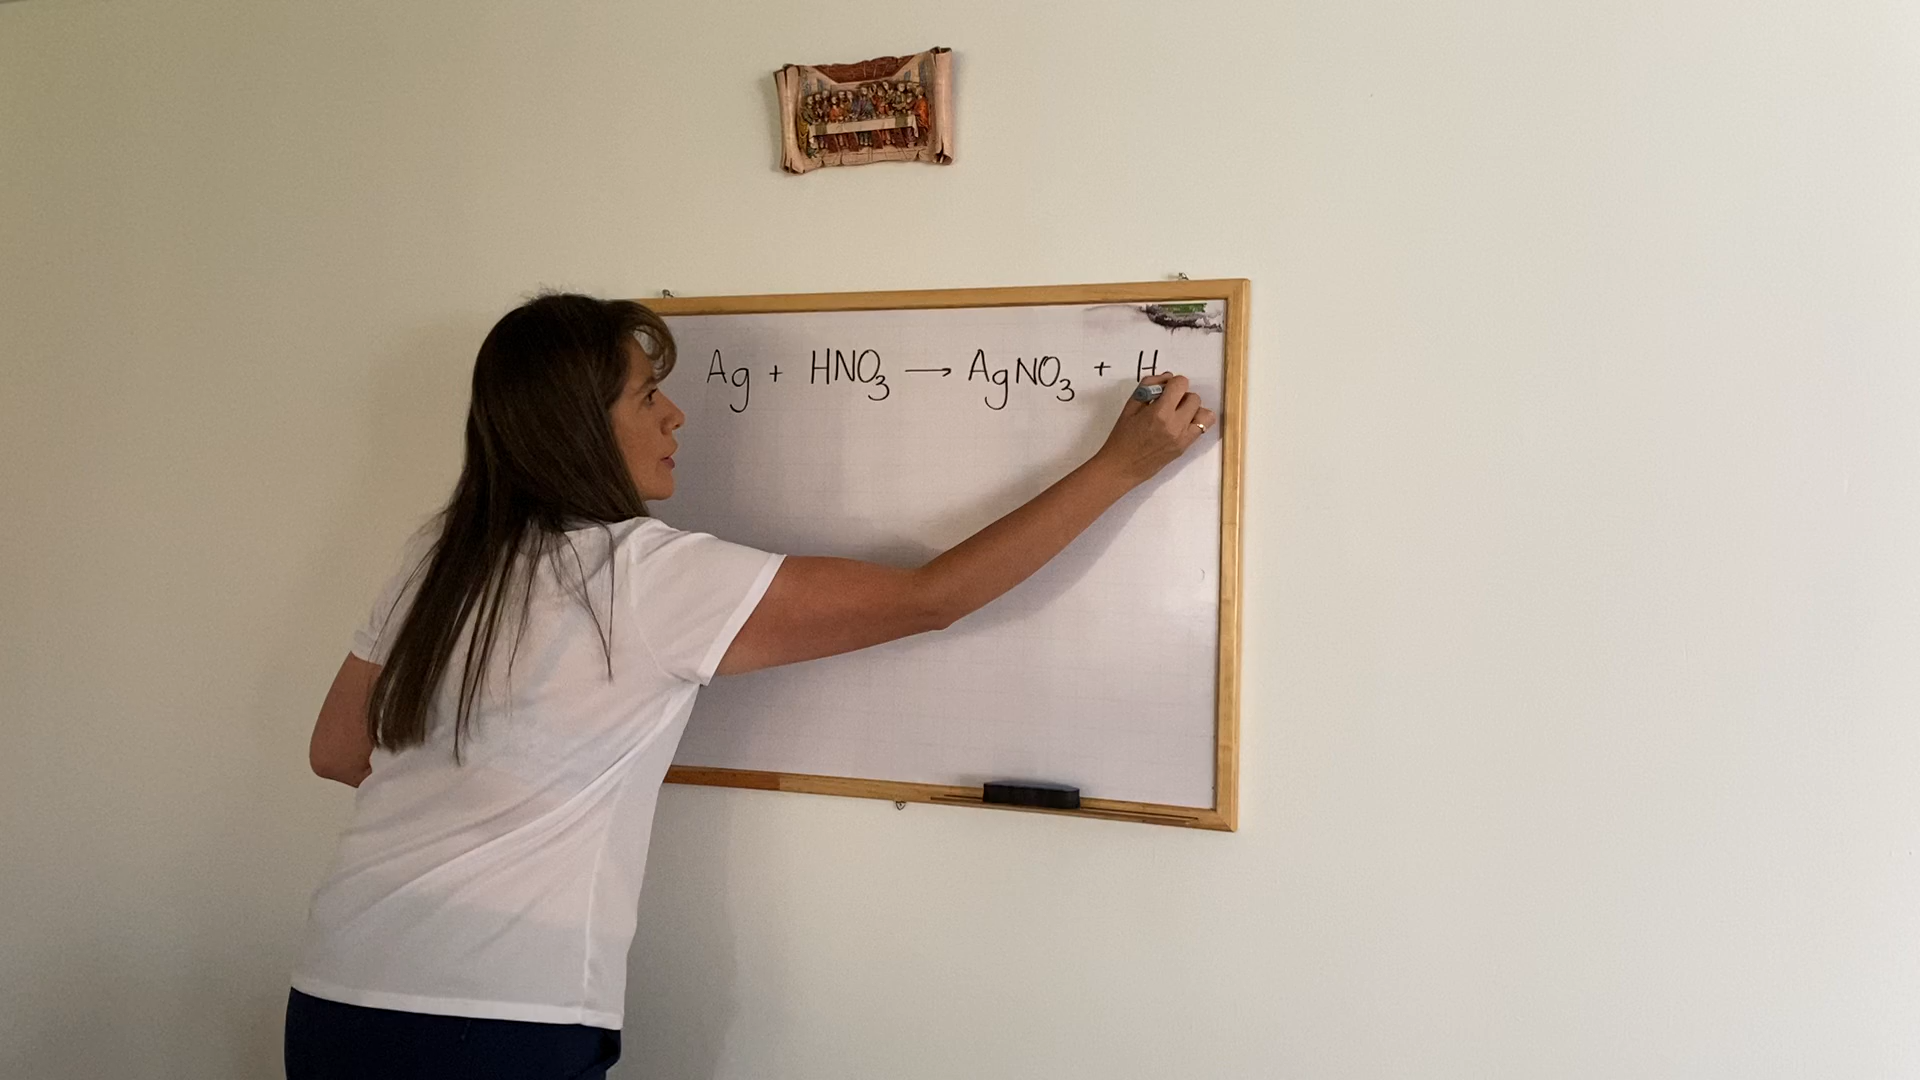 Ag + HNO₃ → AgNO₃ + H